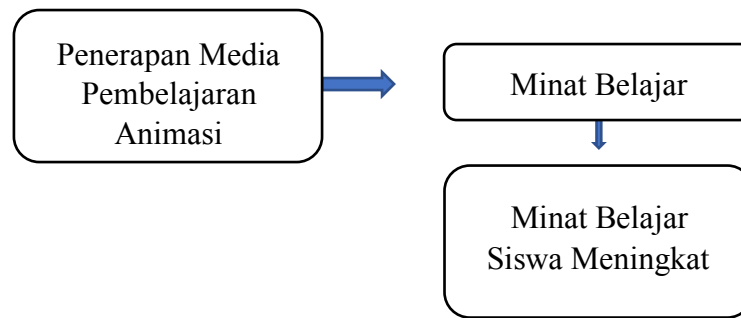 Penerapan Media
Pembelajaran
Animasi
Minat Belajar
Minat Belajar
Siswa Meningkat